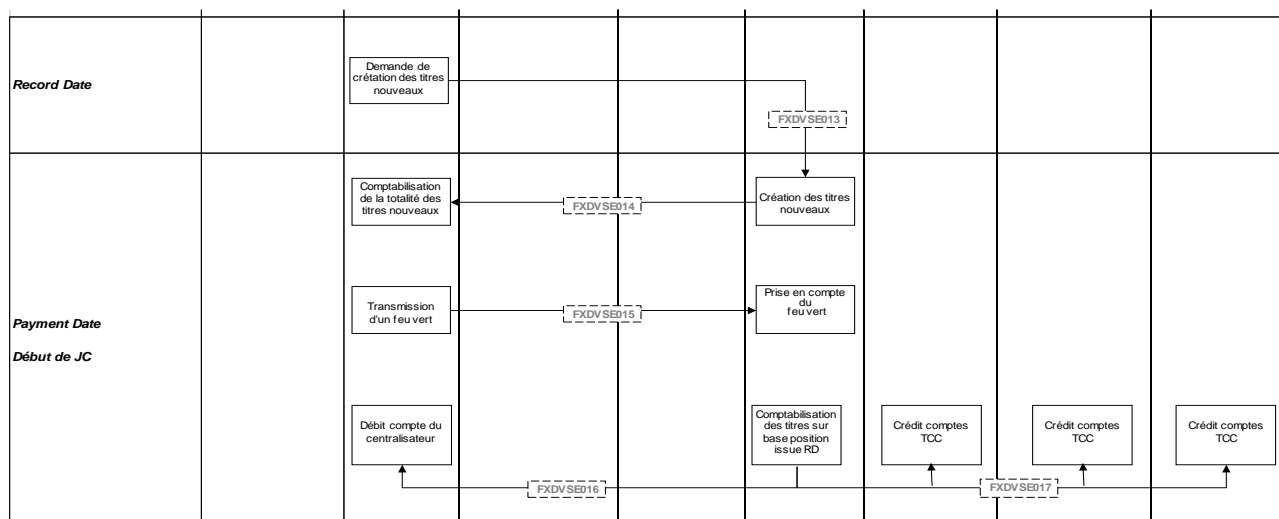 Record Date
Demande de
crétation des titres
nouveaux
FXDVSE013
Comptabilisation
de la totalité des
titres nouveaux
FXDVSE014
Création des titres
nouveaux
Payment Date
Début de JC
Transmission
d'un feu vert
FXDVSE015
Prise en compte
du
feu vert
Débit compte du
centralisateur
Comptabilisation
des titres sur
base position
issue RD
Crédit comptes
TCC
Crédit comptes
TCC
Crédit comptes
TCC
FXDVSE016
FXDVSE017